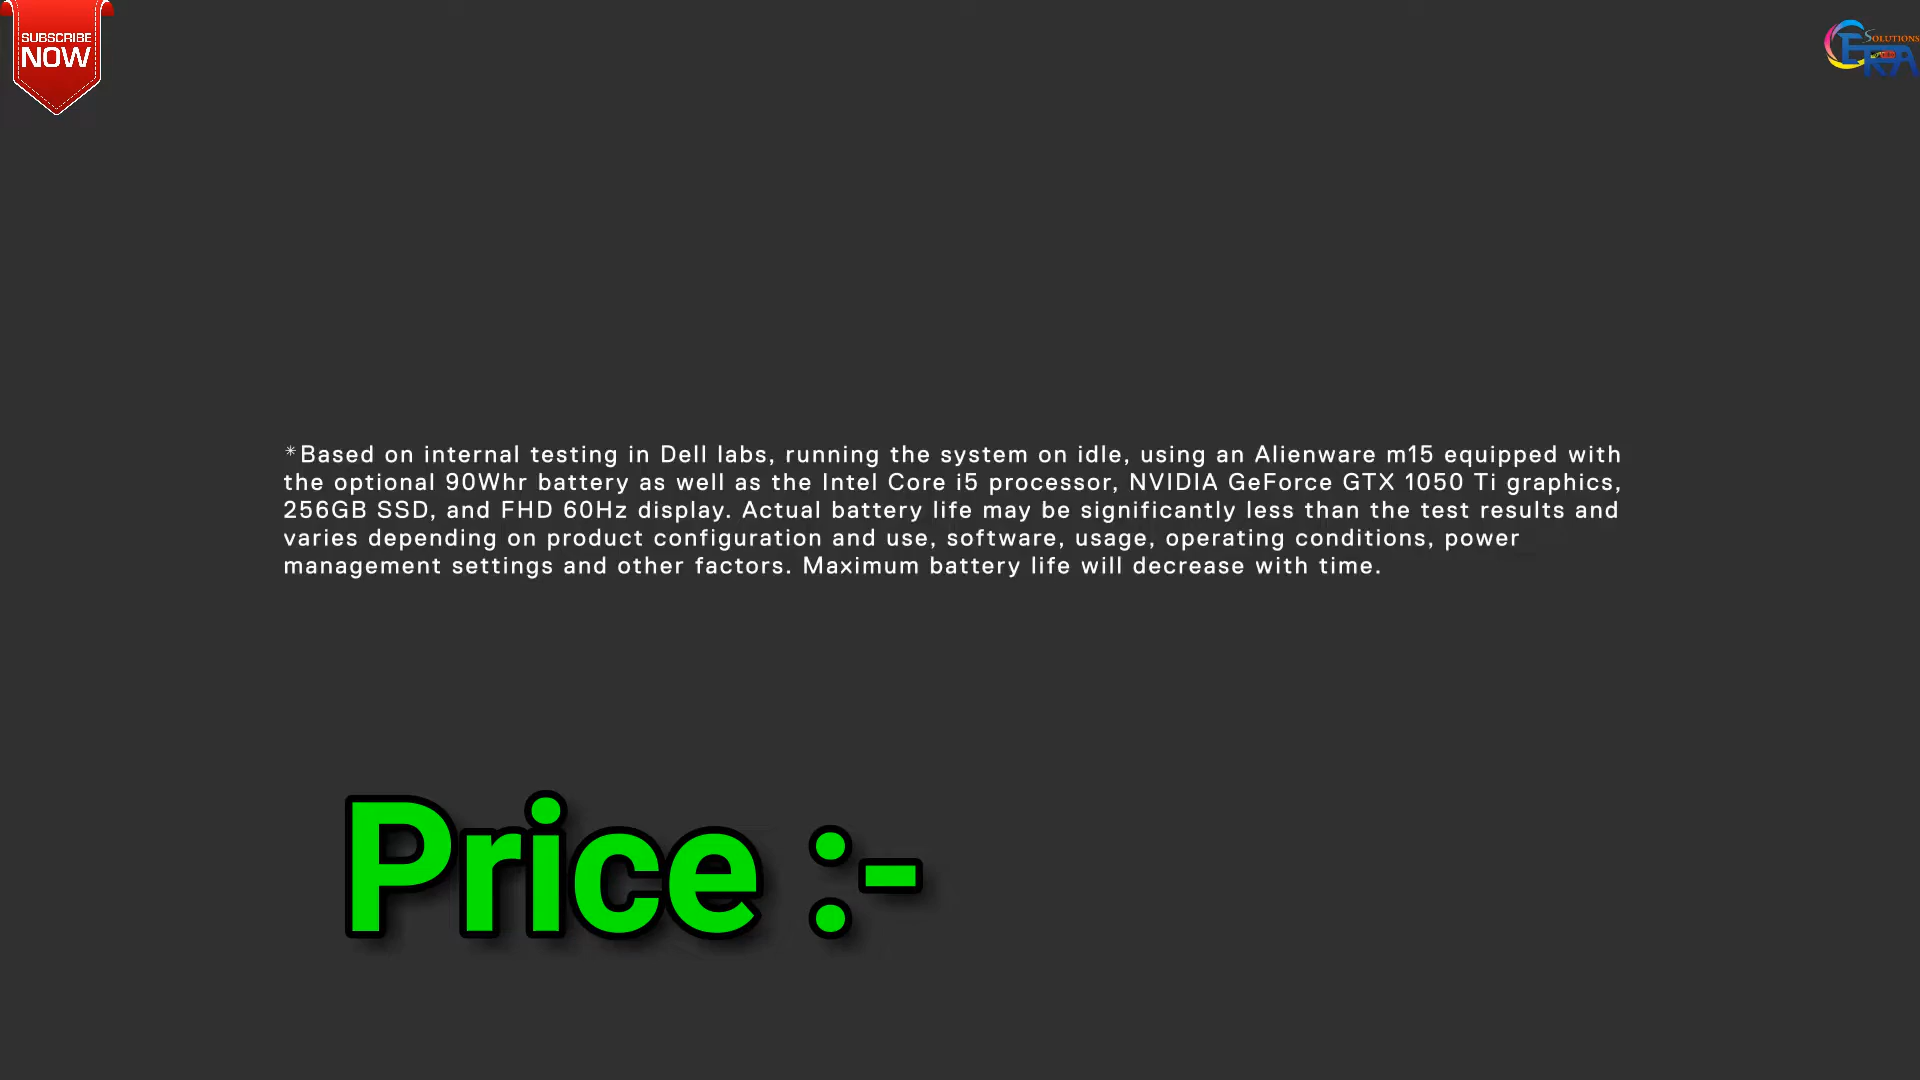 SUBSCRIBE
NOW
SOLUTIONS
ERA
*Based on internal testing in Dell labs, running the system on idle, using an Alienware m15 equipped with
the optional 90Whr battery as well as the Intel Core i5 processor, NVIDIA GeForce GTX 1050 Ti graphics,
256GB SSD, and FHD 60Hz display. Actual battery life may be significantly less than the test results and
varies depending on product configuration and use, software, usage, operating conditions, power
management settings and other factors. Maximum battery life will decrease with time.
Price :-